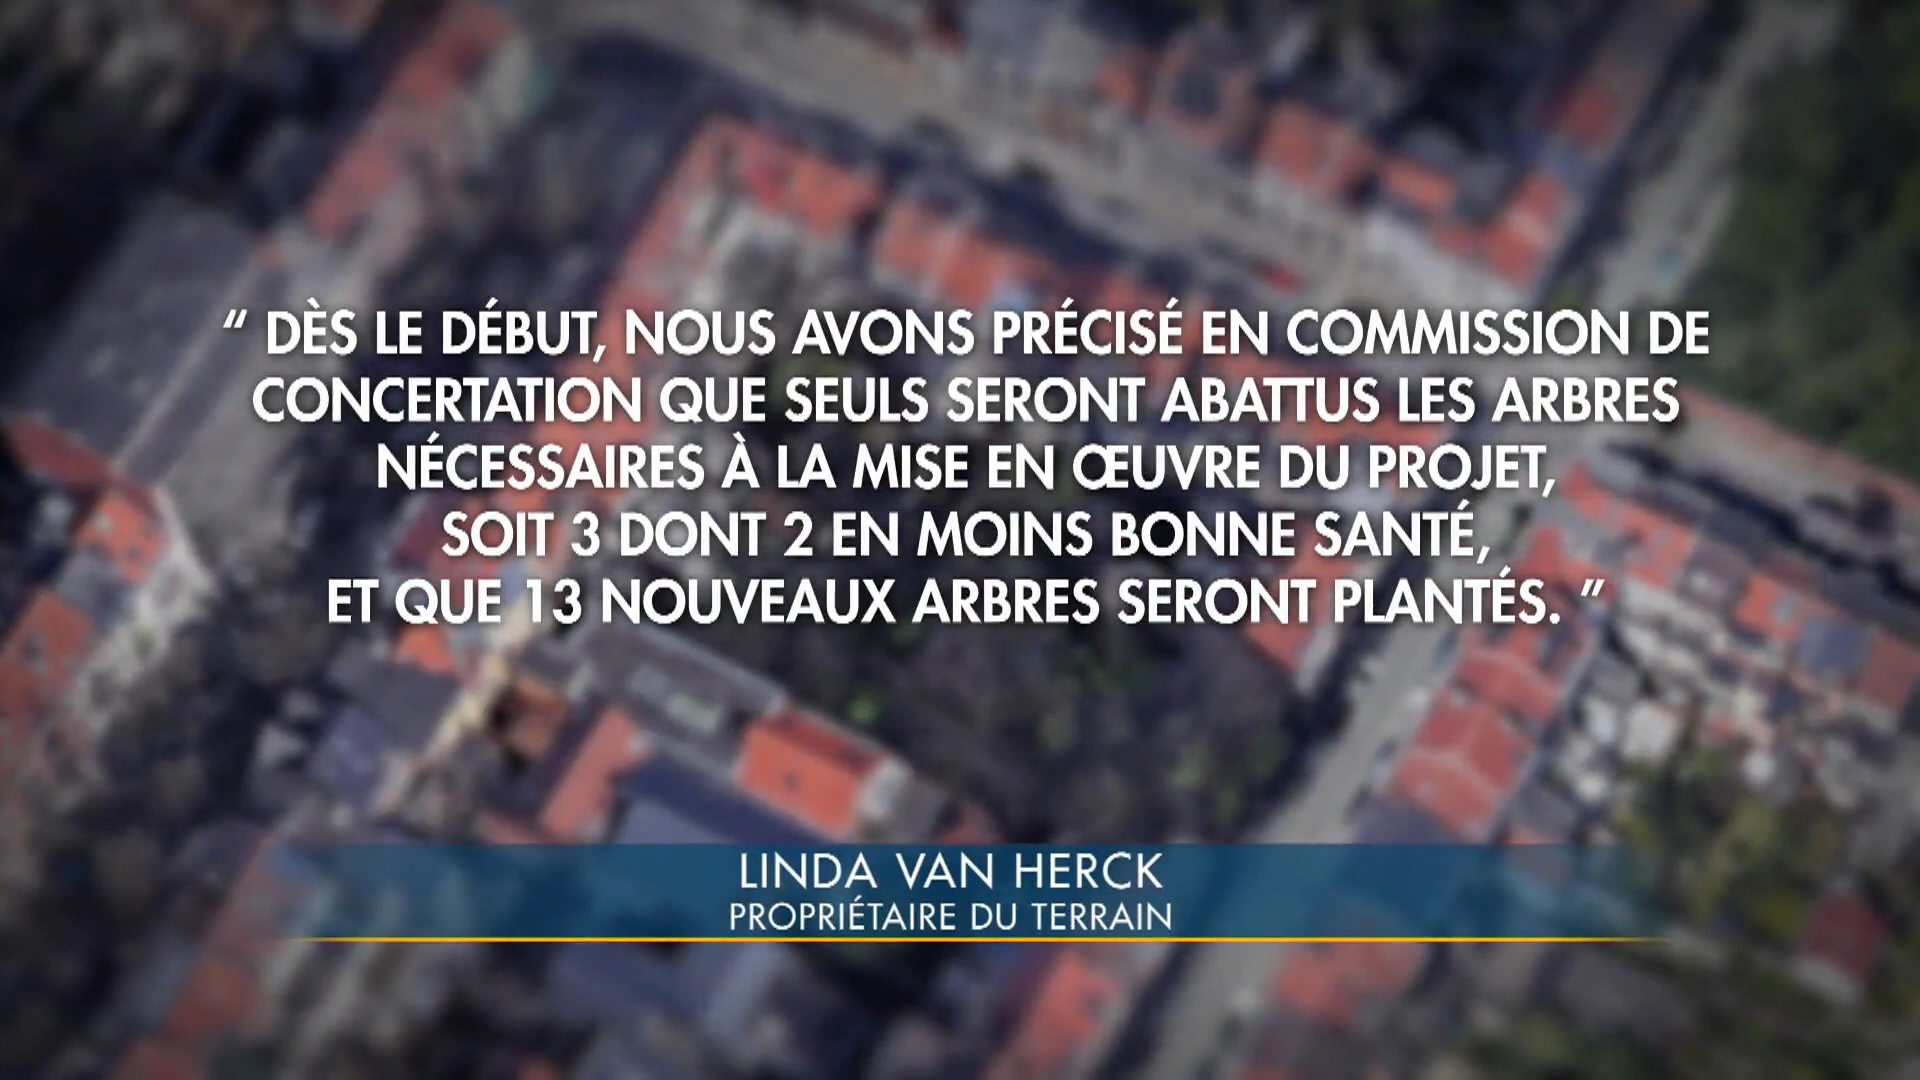 “ DÈS LE DÉBUT, NOUS AVONS PRÉCISÉ EN COMMISSION DE
CONCERTATION QUE SEULS SERONT ABATTUS LES ARBRES
NÉCESSAIRES À LA MISE EN ŒUVRE DU PROJET,
SOIT 3 DONT 2 EN MOINS BONNE SANTÉ,
ET QUE 13 NOUVEAUX ARBRES SERONT PLANTÉS. ”
LINDA VAN HERCK
PROPRIÉTAIRE DU TERRAIN